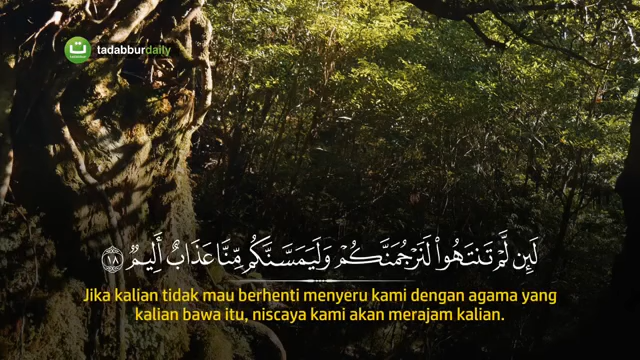 tadabburdaily
لَئِن لَّمْ تَنتَهُوا۟ لَنَرْجُمَنَّكُمْ وَلَيَمَسَّنَّكُم مِّنَّا عَذَابٌ أَلِيمٌ ١٨
Jika kalian tidak mau berhenti menyeru kami dengan agama yang
kalian bawa itu, niscaya kami akan merajam kalian.